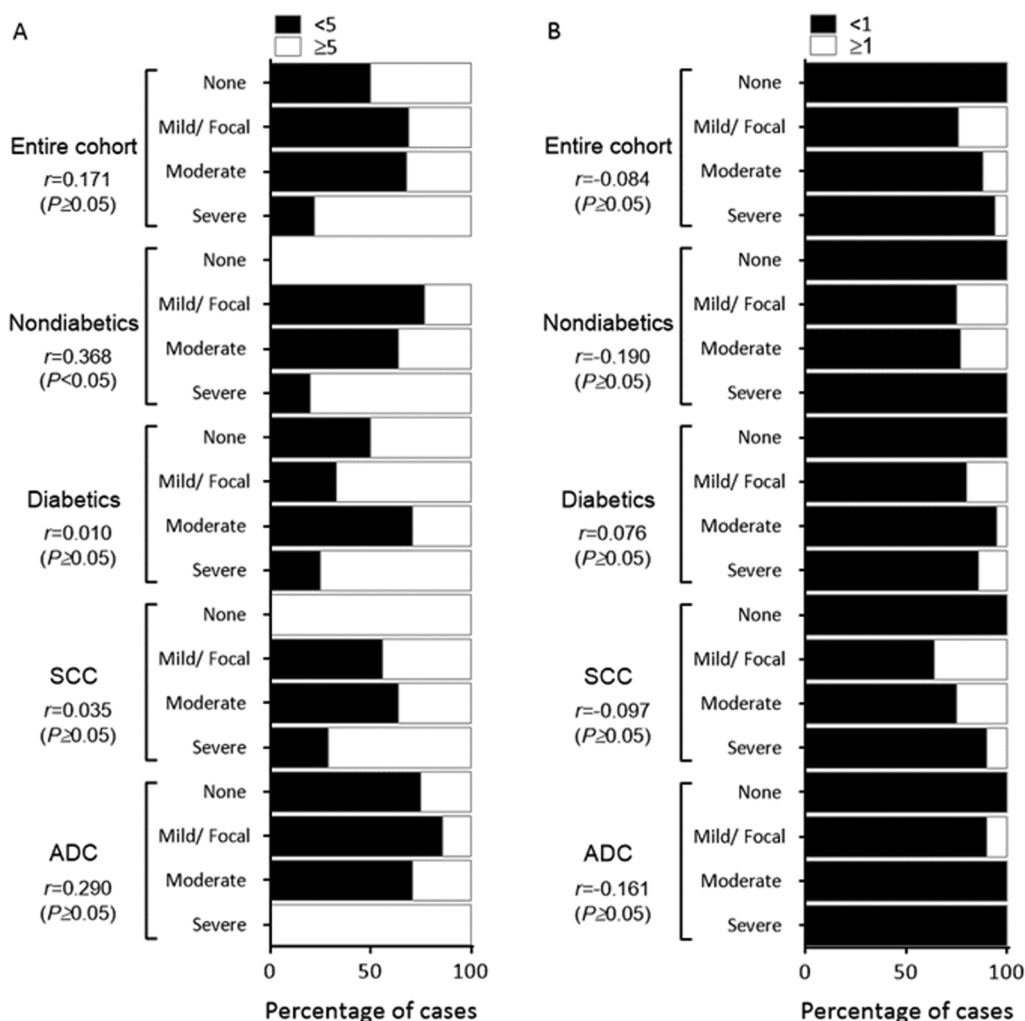 A
<5
≥5
None
Mild/ Focal
Moderate
Severe
Entire cohort
r=0.171
(P≥0.05)
None
Mild/ Focal
Moderate
Severe
Nondiabetics
r=0.368
(P<0.05)
None
Mild/ Focal
Moderate
Severe
Diabetics
r=0.010
(P≥0.05)
None
Mild/ Focal
Moderate
Severe
SCC
r=0.035
(P≥0.05)
None
Mild/ Focal
Moderate
Severe
ADC
r=0.290
(P≥0.05)
0 50 100
Percentage of cases
B
<1
≥1
None
Mild/ Focal
Moderate
Severe
Entire cohort
r=-0.084
(P≥0.05)
None
Mild/ Focal
Moderate
Severe
Nondiabetics
r=-0.190
(P≥0.05)
None
Mild/ Focal
Moderate
Severe
Diabetics
r=0.076
(P≥0.05)
None
Mild/ Focal
Moderate
Severe
SCC
r=-0.097
(P≥0.05)
None
Mild/ Focal
Moderate
Severe
ADC
r=-0.161
(P≥0.05)
0 50 100
Percentage of cases